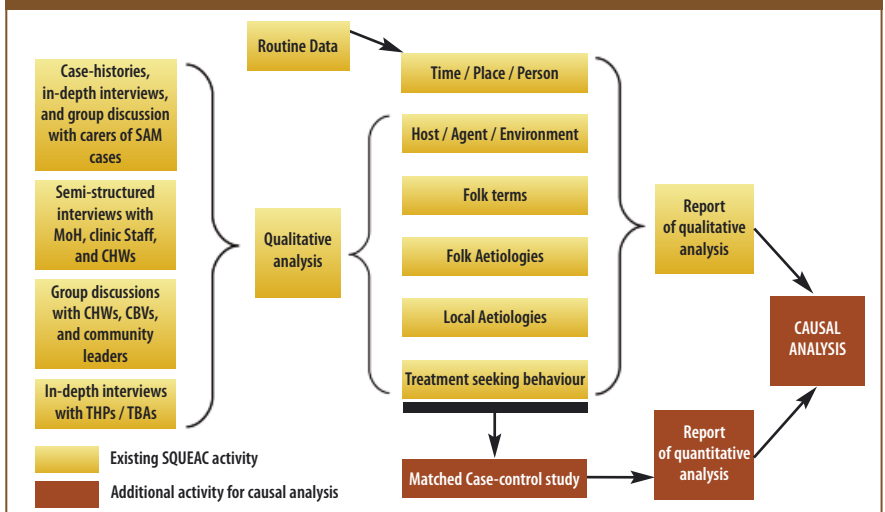 Routine Data
Case-histories,
in-depth interviews,
and group discussion
with carers of SAM
cases
Semi-structured
interviews with
MoH, clinic Staff,
and CHWs
Group discussions
with CHWs, CBVs,
and community
leaders
In-depth interviews
with THPs / TBAs
Qualitative
analysis
Time / Place / Person
Host / Agent / Environment
Folk terms
Folk Aetiologies
Local Aetiologies
Treatment seeking behaviour
Matched Case-control study
Report
of qualitative
analysis
Report
of quantitative
analysis
CAUSAL
ANALYSIS
Existing SQUEAC activity
Additional activity for causal analysis